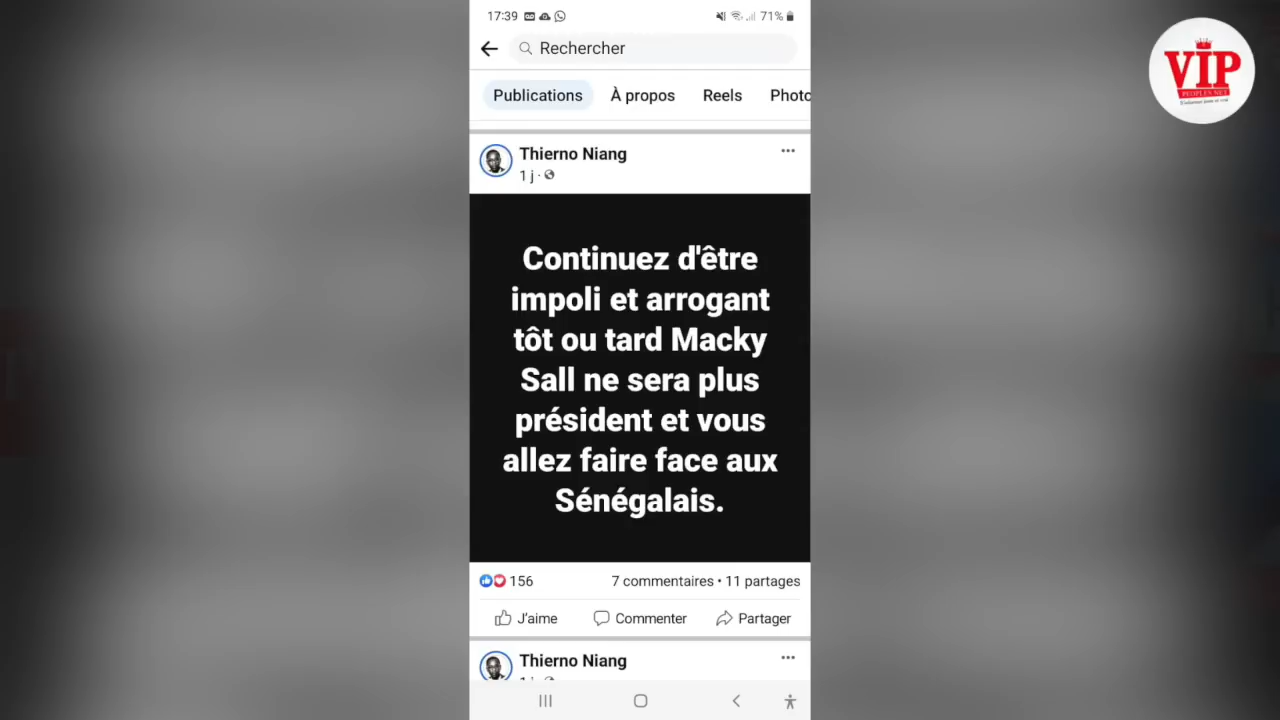 17:39
71%
Rechercher
Publications À propos Reels Photo
Thierno Niang
1 j
Continuez d'être
impoli et arrogant
tôt ou tard Macky
Sall ne sera plus
président et vous
allez faire face aux
Sénégalais.
156 7 commentaires • 11 partages
J'aime Commenter Partager
Thierno Niang
VIP
PEOPLES NET